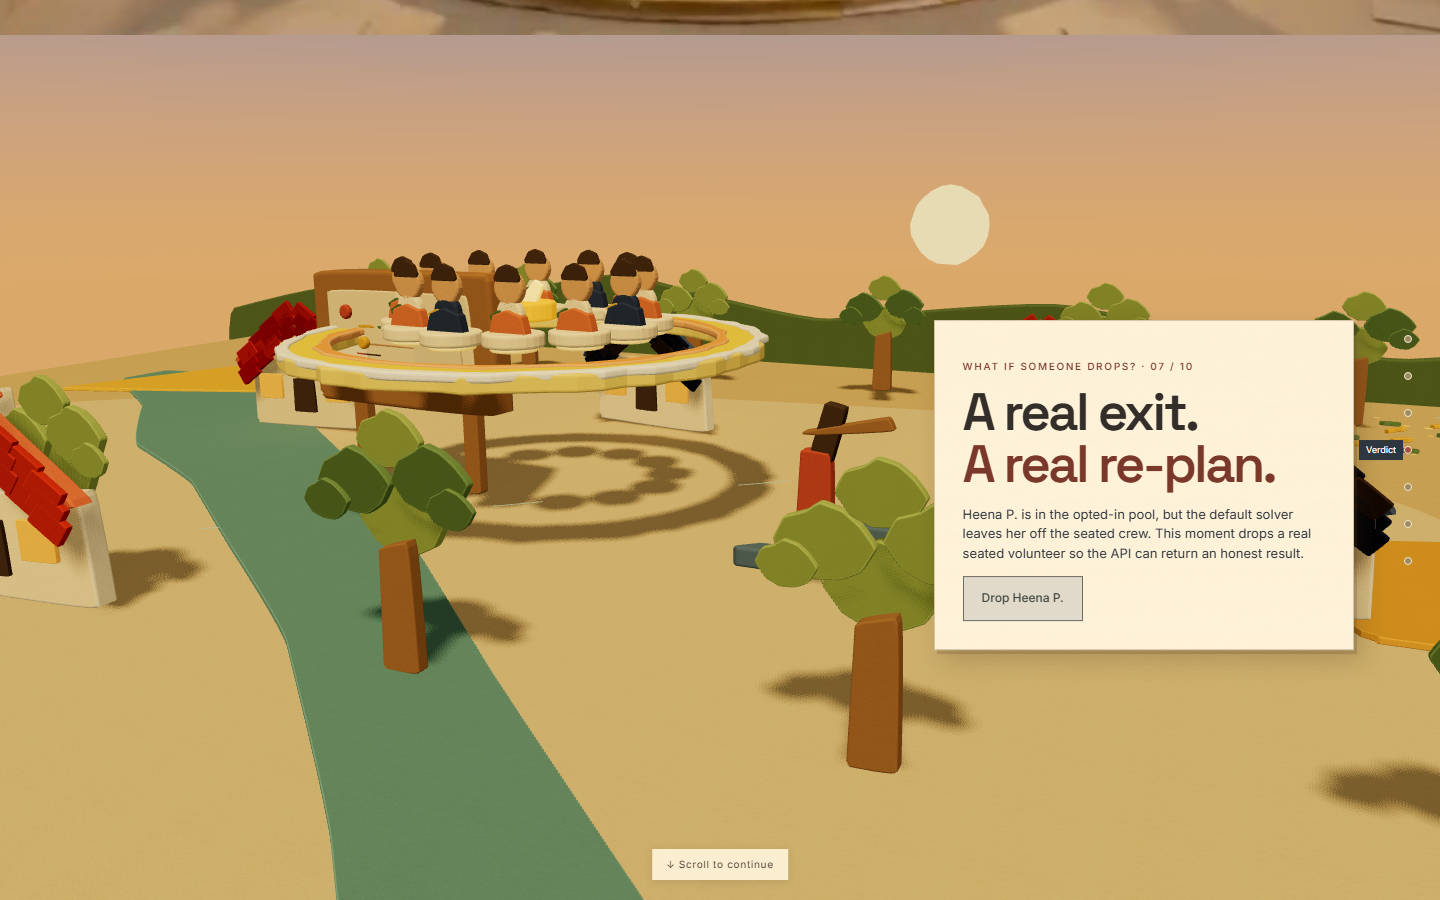 WHAT IF SOMEONE DROPS? · 07 / 10
A real exit.
A real re-plan.
Heena P. is in the opted-in pool, but the default solver
leaves her off the seated crew. This moment drops a real
seated volunteer so the API can return an honest result.
Drop Heena P.
Verdict
↓ Scroll to continue